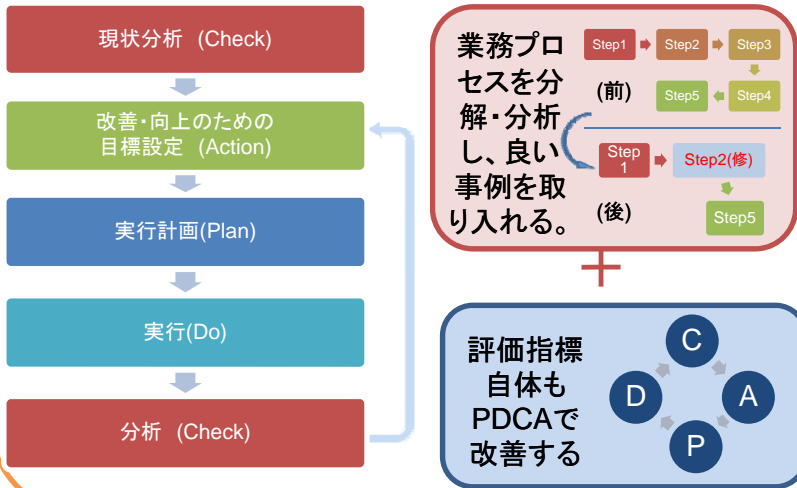 現状分析 (Check)
改善・向上のための
目標設定 (Action)
実行計画(Plan)
実行(Do)
分析 (Check)
業務プロ
セスを分
解・分析
し、良い
事例を取
り入れる。
Step1
Step2
Step3
(前)
Step5
Step4
Step
1
Step2(修)
(後)
Step5
評価指標
自体も
PDCAで
改善する
C
D
A
P